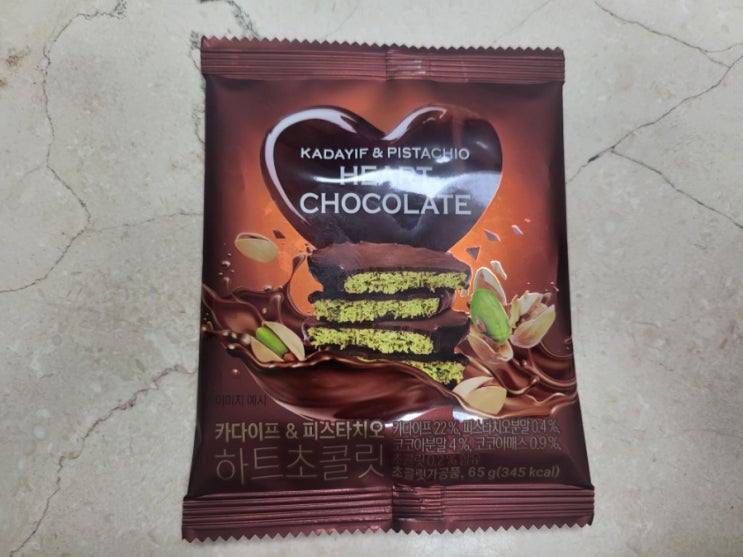 KADAYIF & PISTACHIO
HEART
CHOCOLATE
이미지 예시
카다이프 & 피스타치오
하트초콜릿
카다이프 22%, 피스타치오분말 0.4%,
코코아분말 4%, 코코아매스 0.9%,
초콜릿가공품, 65 g(345 kcal)